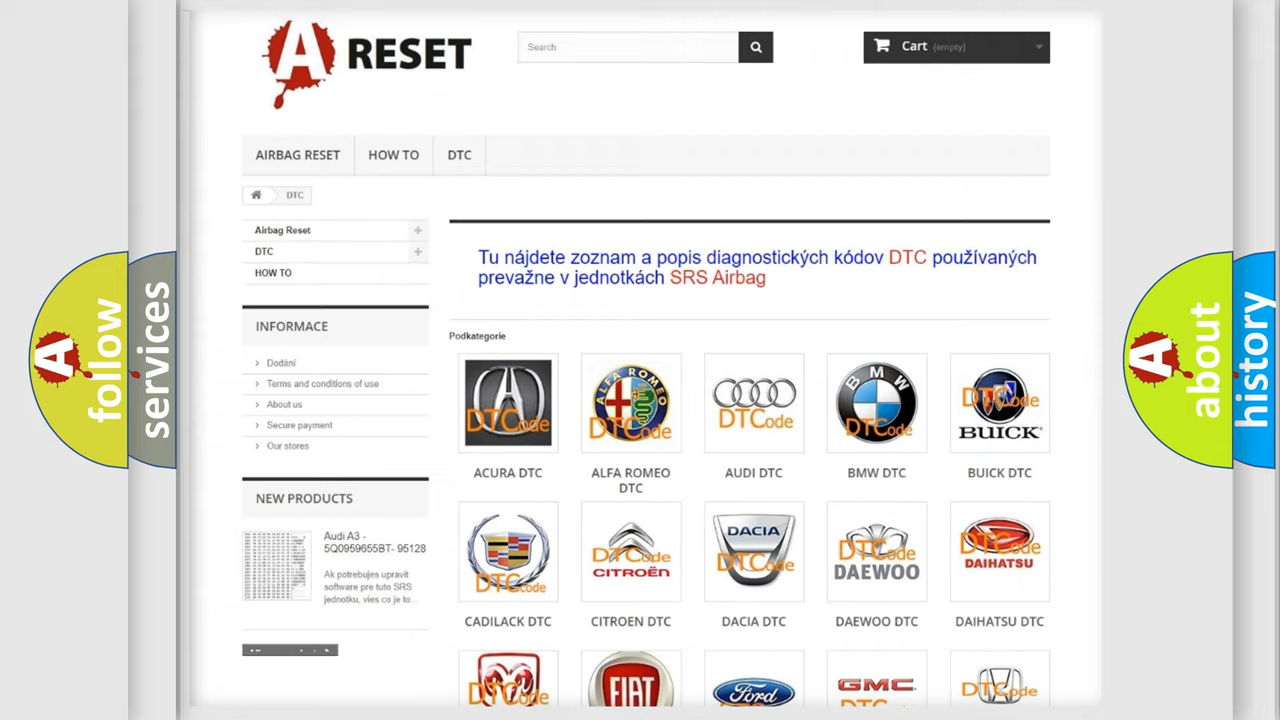 A RESET
Search
Cart (empty)
AIRBAG RESET
HOW TO
DTC
DTC
Airbag Reset
DTC
HOW TO
Tu nájdete zoznam a popis diagnostických kódov DTC používaných
prevažne v jednotkách SRS Airbag
INFORMACE
Dodání
Terms and conditions of use
About us
Secure payment
Our stores
NEW PRODUCTS
Audi A3 -
5Q0959655BT- 95128
Ak potrebujes upravit
software pre tuto SRS
jednotku, vies co je to...
Podkategorie
DTCode
ALFA ROMEO
DTCode
DTCode
BMW
DTCode
DTCode
BUICK
ACURA DTC
ALFA ROMEO
DTC
AUDI DTC
BMW DTC
BUICK DTC
DTCode
DTCode
CITROËN
DACIA
DTCode
DTCode
DAEWOO
DTCode
DAIHATSU
CADILACK DTC
CITROEN DTC
DACIA DTC
DAEWOO DTC
DAIHATSU DTC
DTCode
FIAT
Ford
GMC
DTCode
A follow
services
A about
history